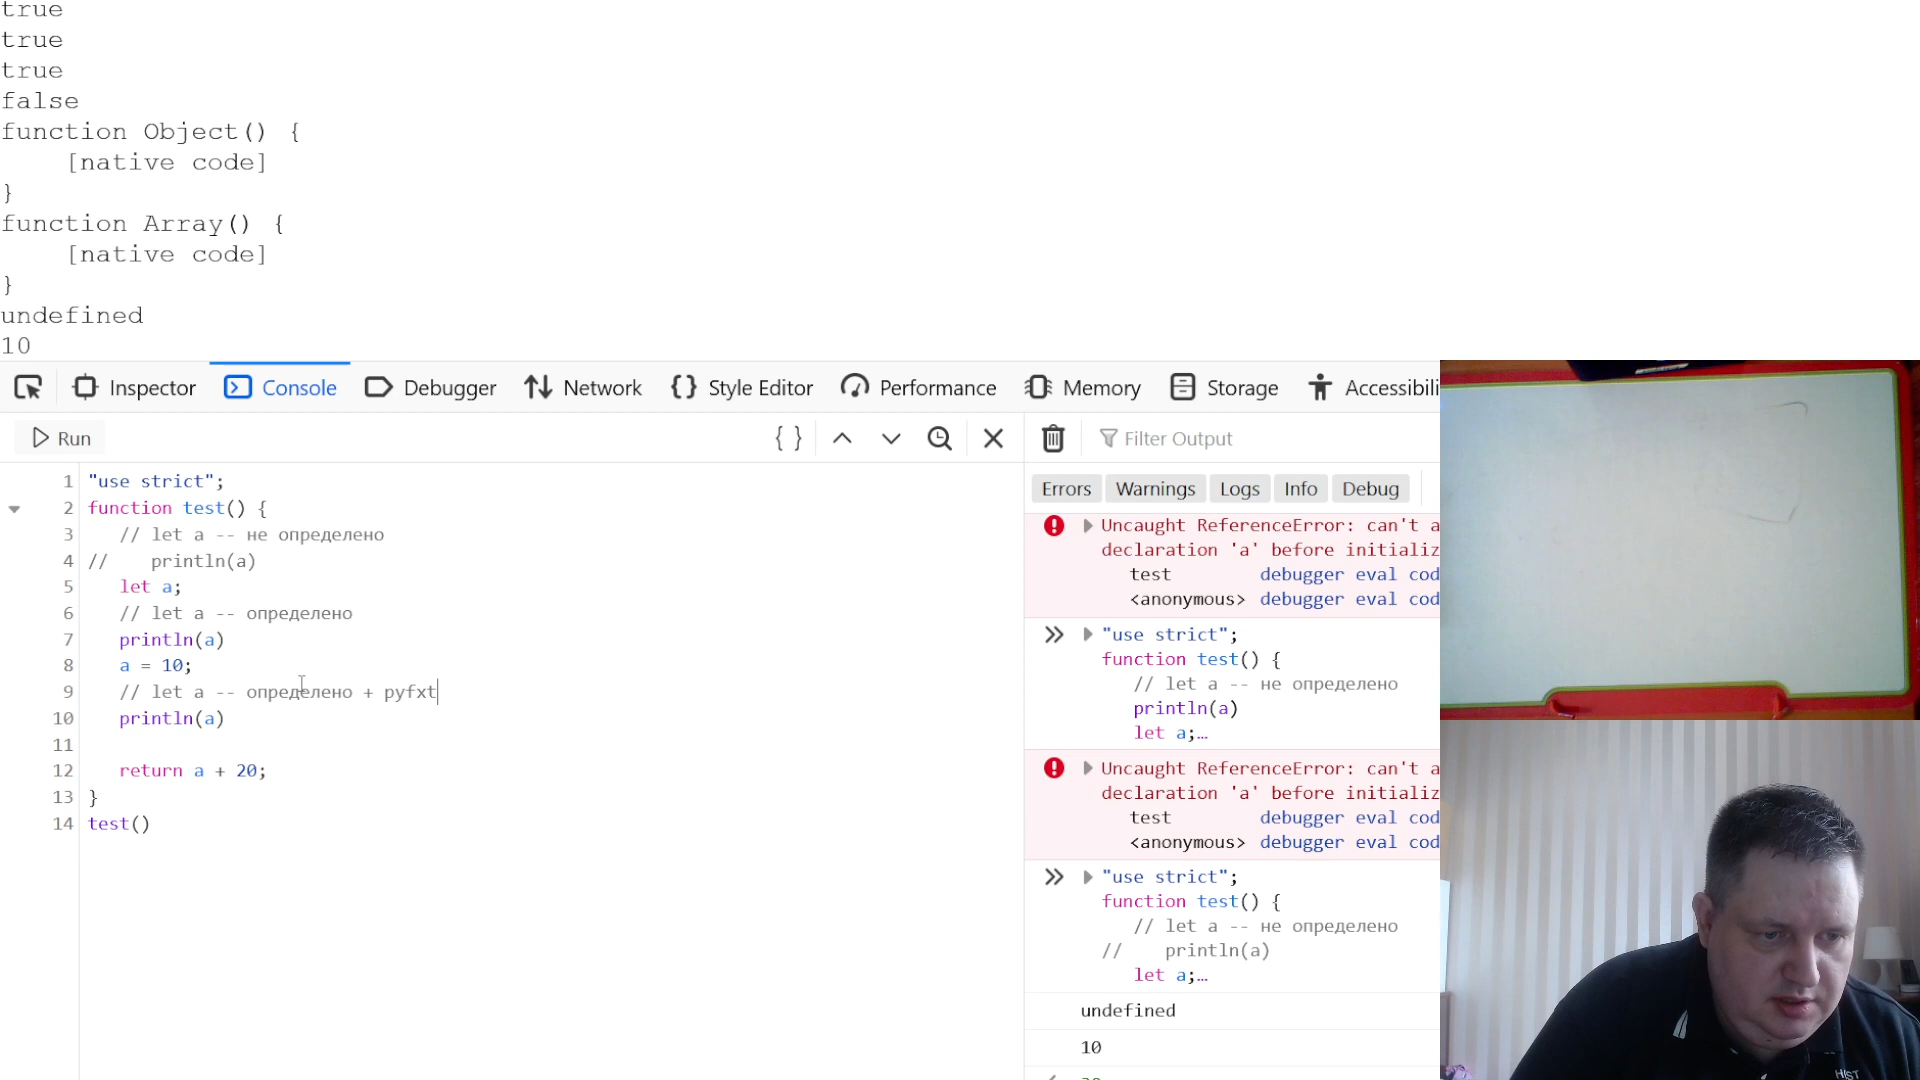 true
true
true
false
function Object() {
[native code]
}
function Array() {
[native code]
}
undefined
10
Inspector Console Debugger Network Style Editor Performance Memory Storage Accessibili
Run
Filter Output
Errors Warnings Logs Info Debug
1 "use strict";
2 function test() {
3 // let a -- не определено
4 // println(a)
5 let a;
6 // let a -- определено
7 println(a)
8 a = 10;
9 // let a -- определено + pyfxt
10 println(a)
11
12 return a + 20;
13 }
14 test()
Uncaught ReferenceError: can't a
declaration 'a' before initializ
test debugger eval cod
<anonymous> debugger eval cod
"use strict";
function test() {
// let a -- не определено
println(a)
let a;…
Uncaught ReferenceError: can't a
declaration 'a' before initializ
test debugger eval cod
<anonymous> debugger eval cod
"use strict";
function test() {
// let a -- не определено
// println(a)
let a;…
undefined
10